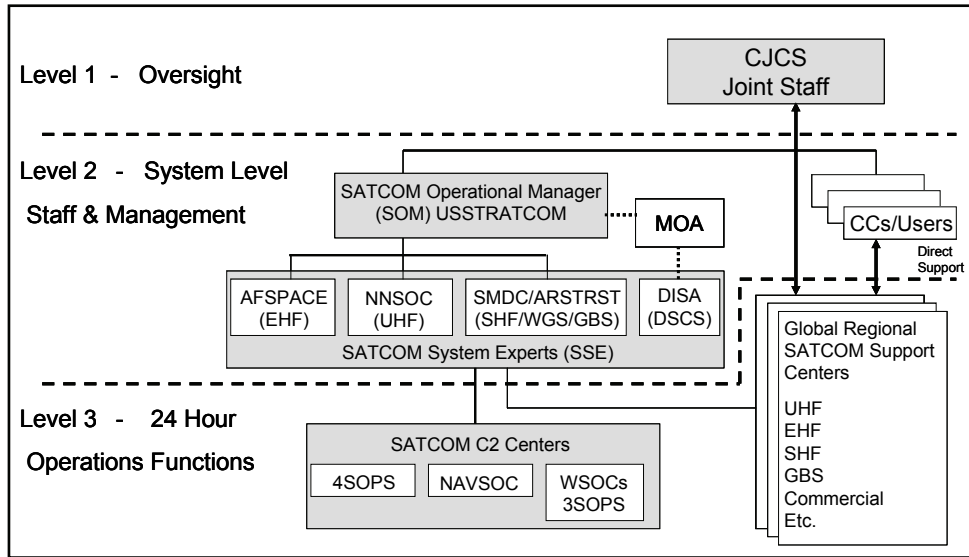 Level 1 - Oversight
CJCS
Joint Staff
Level 2 - System Level
Staff & Management
SATCOM Operational Manager
(SOM) USSTRATCOM
MOA
CCs/Users
Direct
Support
AFSPACE
(EHF)
NNSOC
(UHF)
SMDC/ARSTRST
(SHF/WGS/GBS)
DISA
(DSCS)
SATCOM System Experts (SSE)
Global Regional
SATCOM Support
Centers
UHF
EHF
SHF
GBS
Commercial
Etc.
Level 3 - 24 Hour
Operations Functions
SATCOM C2 Centers
4SOPS
NAVSOC
WSOCs
3SOPS